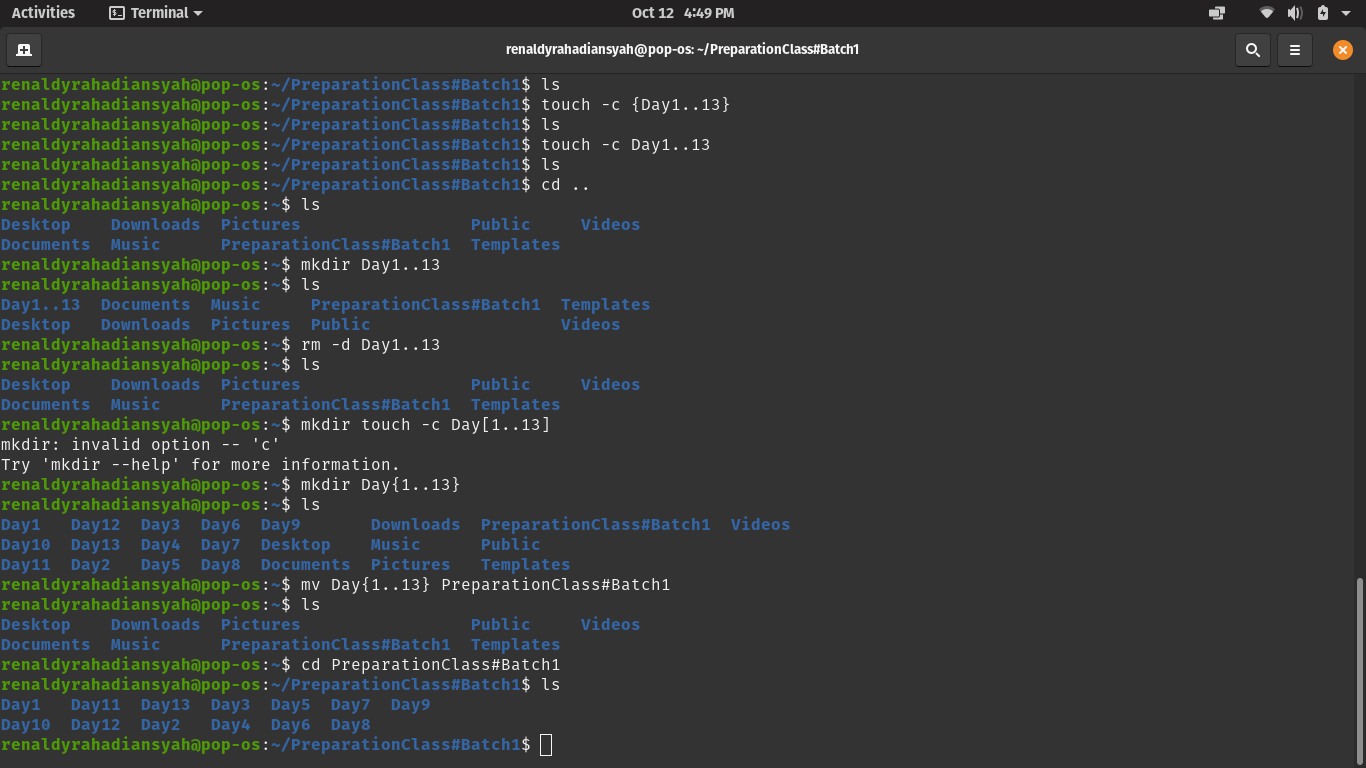 Activities Terminal Oct 12 4:49 PM
renaldyrahadiansyah@pop-os: ~/PreparationClass#Batch1
renaldyrahadiansyah@pop-os:~/PreparationClass#Batch1$ ls
renaldyrahadiansyah@pop-os:~/PreparationClass#Batch1$ touch -c {Day1..13}
renaldyrahadiansyah@pop-os:~/PreparationClass#Batch1$ ls
renaldyrahadiansyah@pop-os:~/PreparationClass#Batch1$ touch -c Day1..13
renaldyrahadiansyah@pop-os:~/PreparationClass#Batch1$ ls
renaldyrahadiansyah@pop-os:~/PreparationClass#Batch1$ cd ..
renaldyrahadiansyah@pop-os:~$ ls
Desktop    Downloads  Pictures                 Public     Videos
Documents  Music      PreparationClass#Batch1  Templates
renaldyrahadiansyah@pop-os:~$ mkdir Day1..13
renaldyrahadiansyah@pop-os:~$ ls
Day1..13  Documents  Music     PreparationClass#Batch1  Templates
Desktop   Downloads  Pictures  Public                   Videos
renaldyrahadiansyah@pop-os:~$ rm -d Day1..13
renaldyrahadiansyah@pop-os:~$ ls
Desktop    Downloads  Pictures                 Public     Videos
Documents  Music      PreparationClass#Batch1  Templates
renaldyrahadiansyah@pop-os:~$ mkdir touch -c Day[1..13]
mkdir: invalid option -- 'c'
Try 'mkdir --help' for more information.
renaldyrahadiansyah@pop-os:~$ mkdir Day{1..13}
renaldyrahadiansyah@pop-os:~$ ls
Day1   Day12  Day3  Day6  Day9       Downloads  PreparationClass#Batch1  Videos
Day10  Day13  Day4  Day7  Desktop    Music      Public
Day11  Day2   Day5  Day8  Documents  Pictures   Templates
renaldyrahadiansyah@pop-os:~$ mv Day{1..13} PreparationClass#Batch1
renaldyrahadiansyah@pop-os:~$ ls
Desktop    Downloads  Pictures                 Public     Videos
Documents  Music      PreparationClass#Batch1  Templates
renaldyrahadiansyah@pop-os:~$ cd PreparationClass#Batch1
renaldyrahadiansyah@pop-os:~/PreparationClass#Batch1$ ls
Day1   Day11  Day13  Day3  Day5  Day7  Day9
Day10  Day12  Day2   Day4  Day6  Day8
renaldyrahadiansyah@pop-os:~/PreparationClass#Batch1$